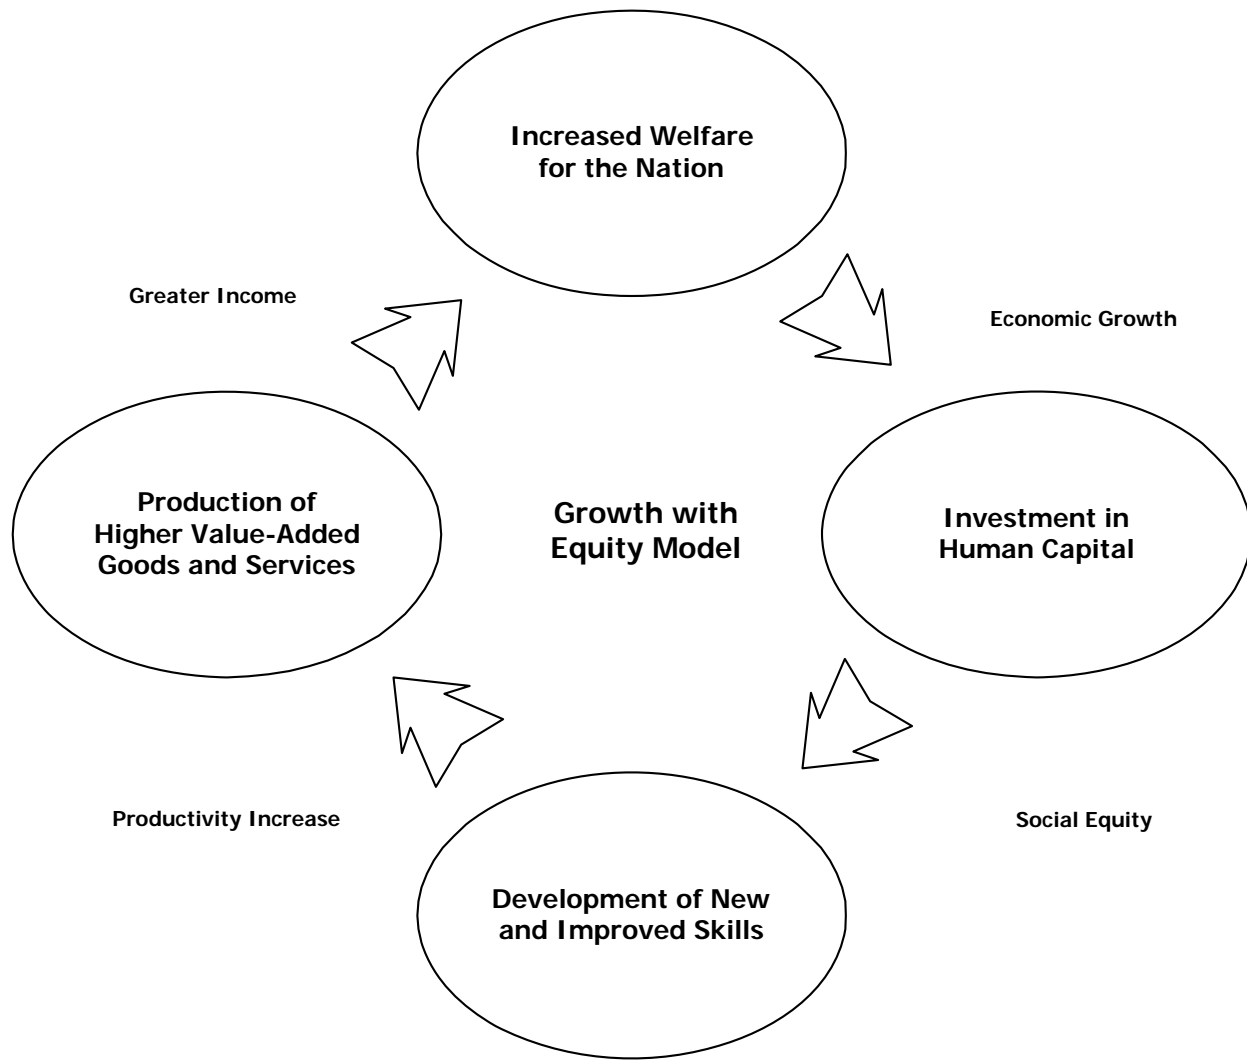 Increased Welfare
for the Nation
Greater Income
Economic Growth
Production of
Higher Value-Added
Goods and Services
Growth with
Equity Model
Investment in
Human Capital
Productivity Increase
Social Equity
Development of New
and Improved Skills